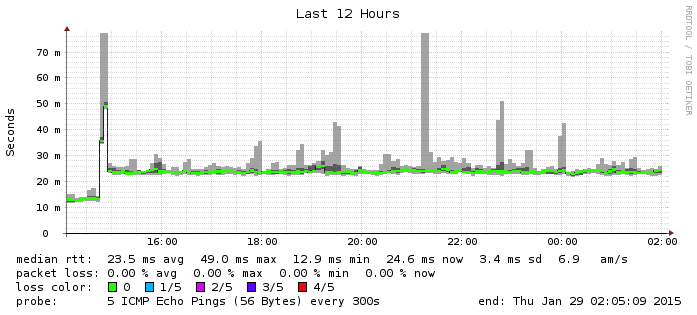 Last 12 Hours
RRDTOOL / TOBI OETIKER
Seconds
70 m
60 m
50 m
40 m
30 m
20 m
10 m
0
16:00 18:00 20:00 22:00 00:00 02:00
median rtt: 23.5 ms avg 49.0 ms max 12.9 ms min 24.6 ms now 3.4 ms sd 6.9 am/s
packet loss: 0.00 % avg 0.00 % max 0.00 % min 0.00 % now
loss color: 0 1/5 2/5 3/5 4/5
probe: 5 ICMP Echo Pings (56 Bytes) every 300s end: Thu Jan 29 02:05:09 2015